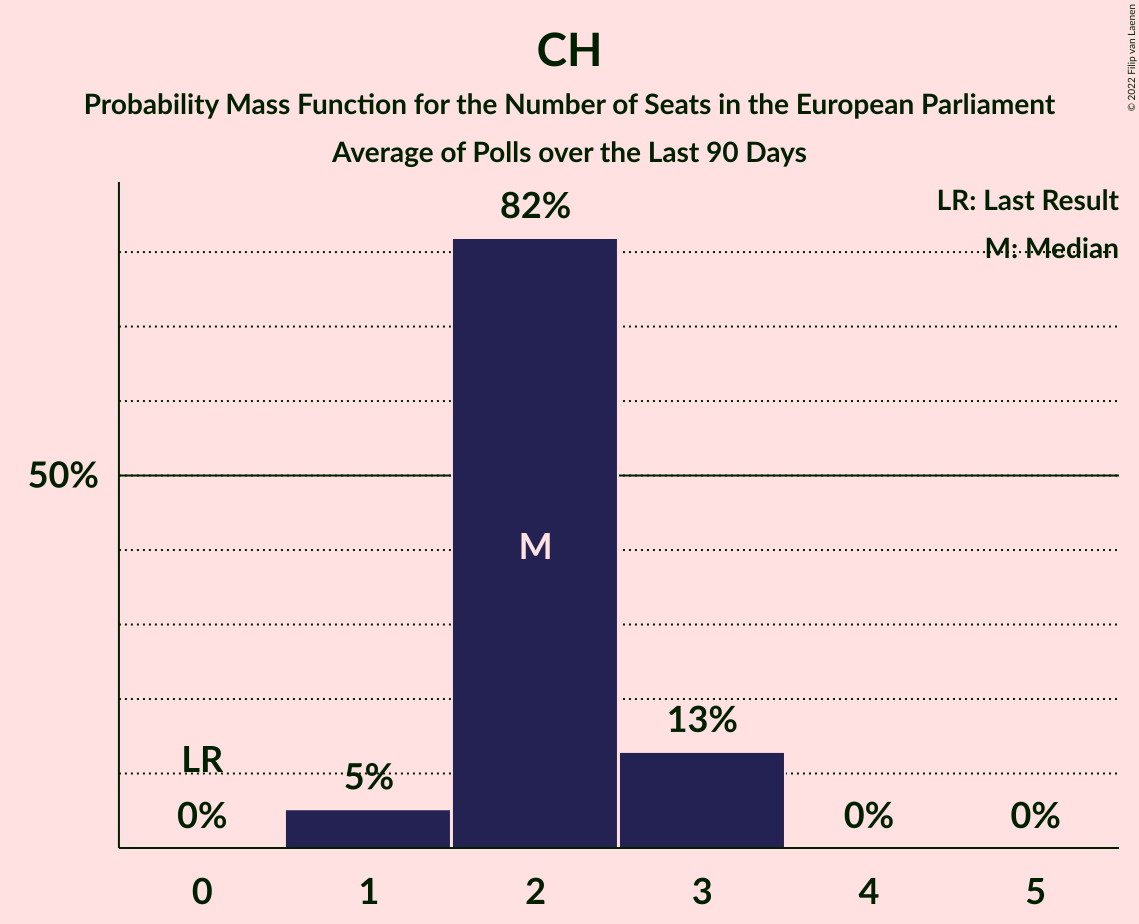 CH
Probability Mass Function for the Number of Seats in the European Parliament
Average of Polls over the Last 90 Days
© 2022 Filip van Laenen
LR: Last Result
M: Median
82%
50%
M
13%
LR
5%
0%
0%
0%
0 1 2 3 4 5